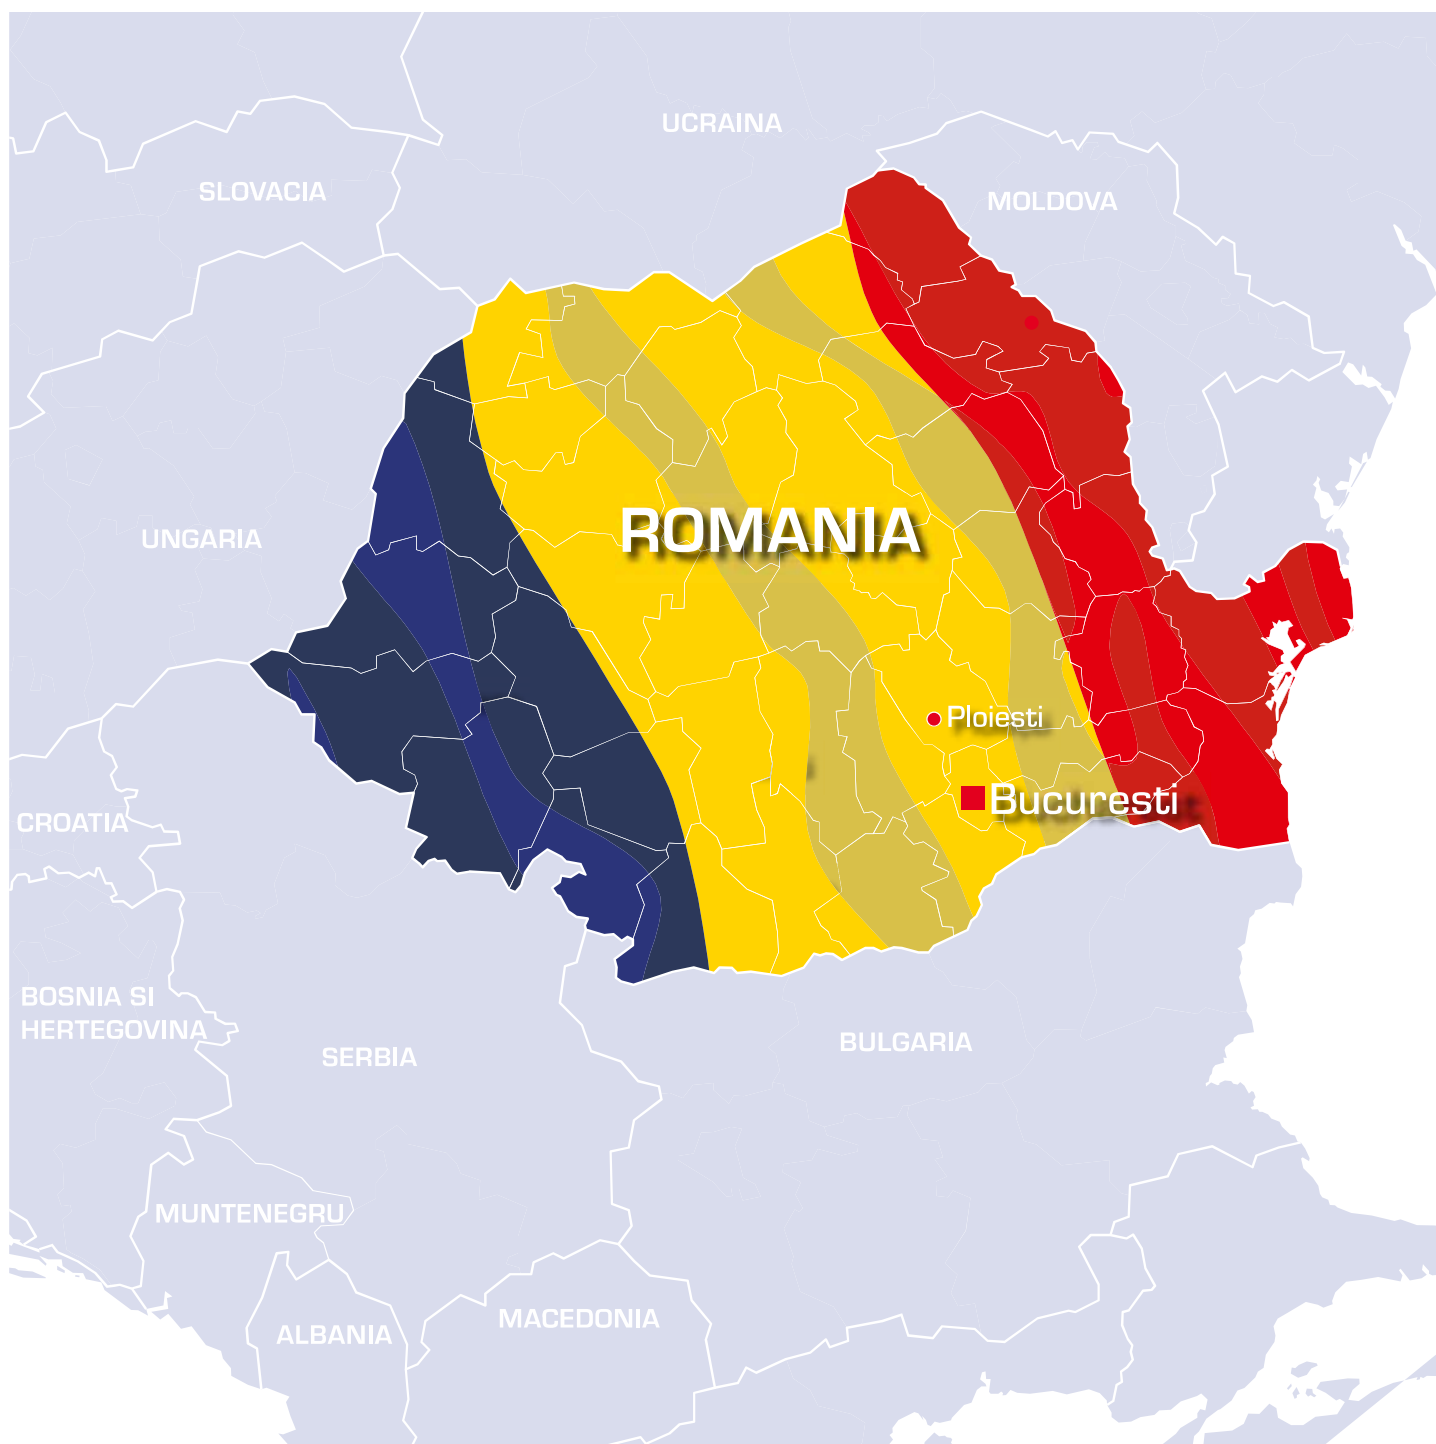 UCRAINA
SLOVACIA
MOLDOVA
ROMANIA
UNGARIA
Ploiesti
Bucuresti
CROATIA
BOSNIA SI
HERTEGOVINA
SERBIA
BULGARIA
MUNTENEGRU
MACEDONIA
ALBANIA